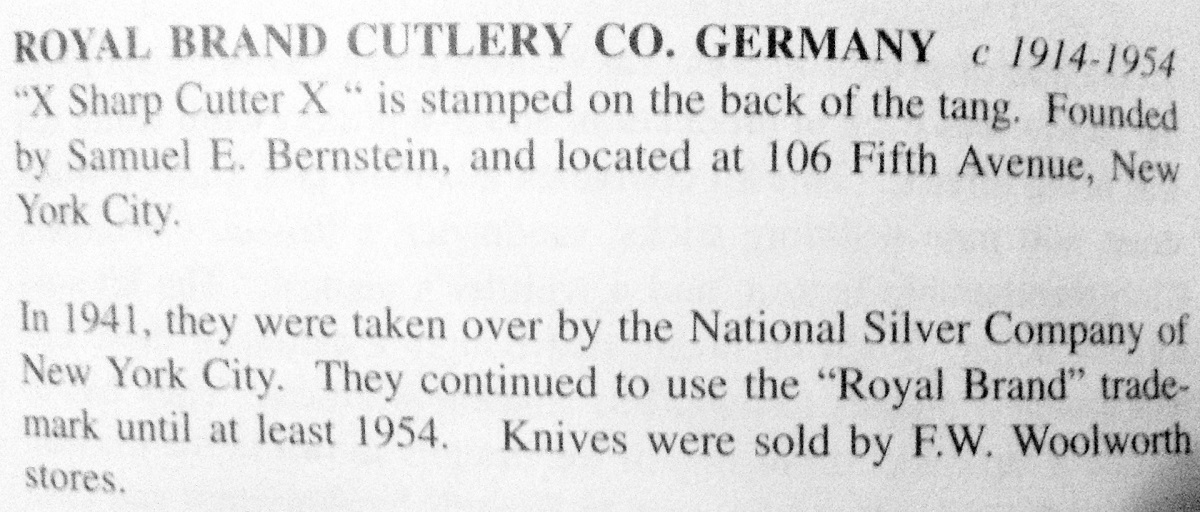 ROYAL BRAND CUTLERY CO. GERMANY c 1914-1954
"X Sharp Cutter X “ is stamped on the back of the tang. Founded
by Samuel E. Bernstein, and located at 106 Fifth Avenue, New
York City.
In 1941, they were taken over by the National Silver Company of
New York City. They continued to use the “Royal Brand” trade-
mark until at least 1954. Knives were sold by F.W. Woolworth
stores.